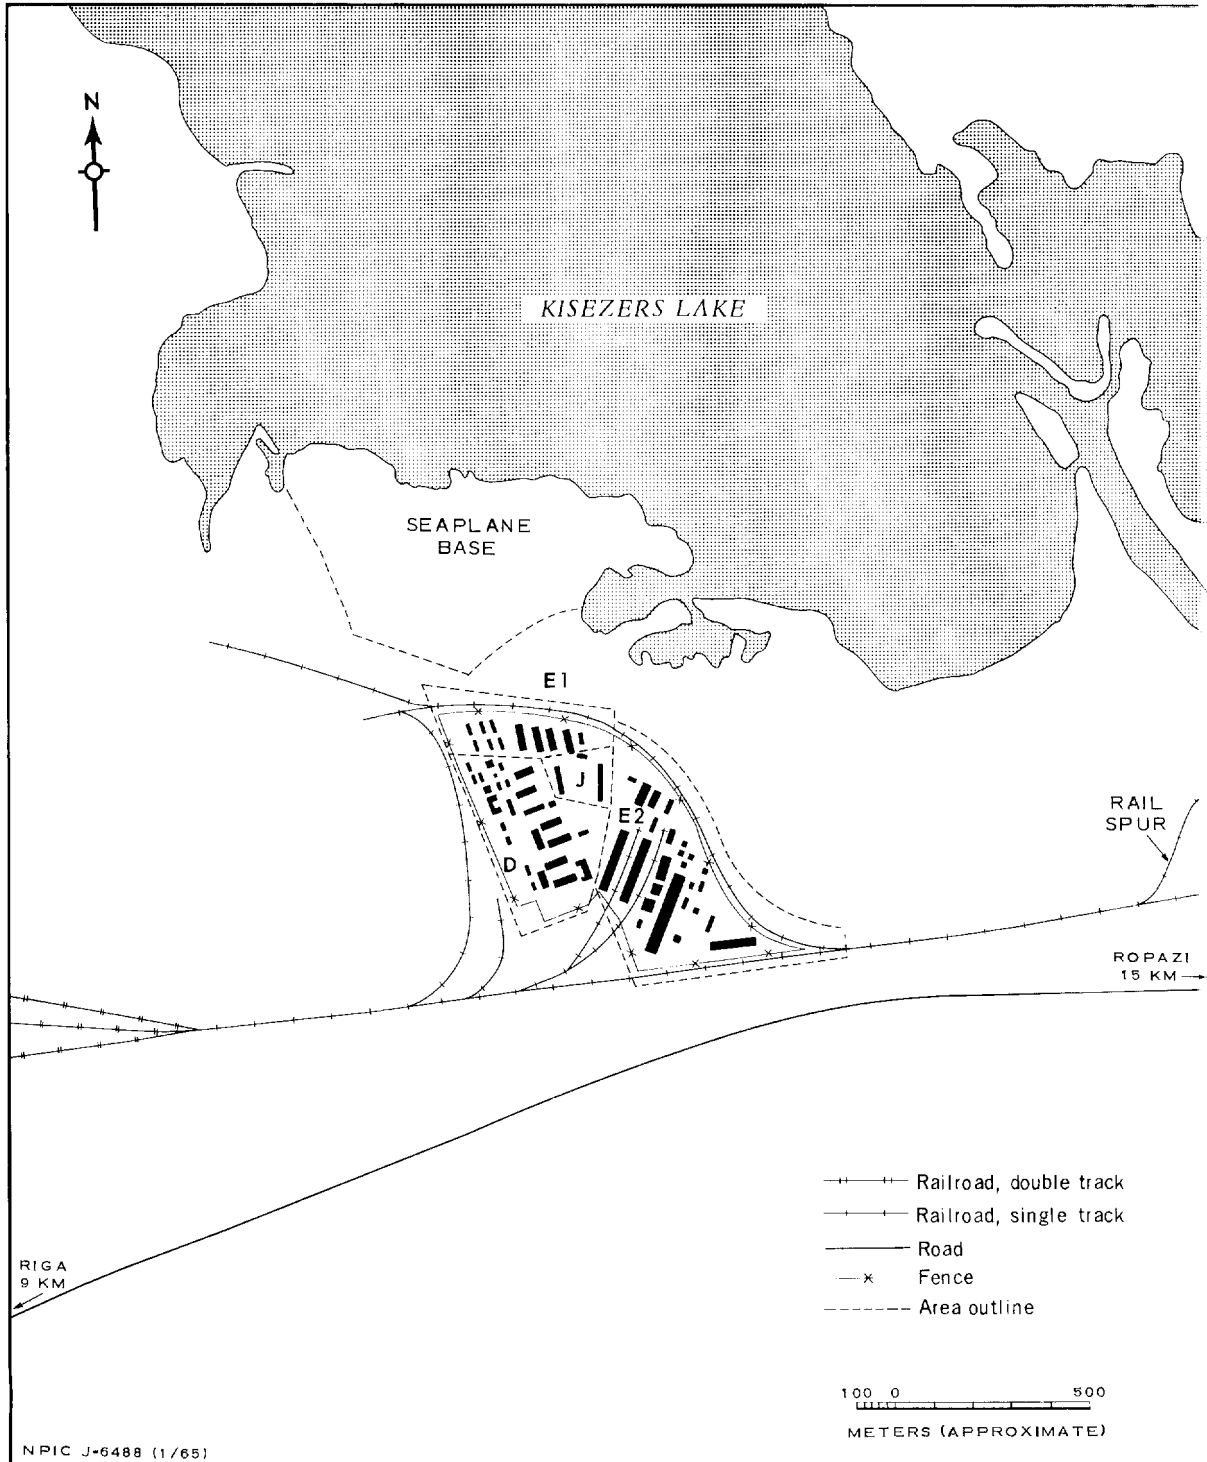 N
KISEZERS LAKE
SEAPLANE
BASE
E1
J
RAIL
SPUR
E2
D
ROPAZI
15 KM
Railroad, double track
Railroad, single track
Road
Fence
Area outline
RIGA
9 KM
100 0 500
METERS (APPROXIMATE)
NPIC J-6488 (1/65)